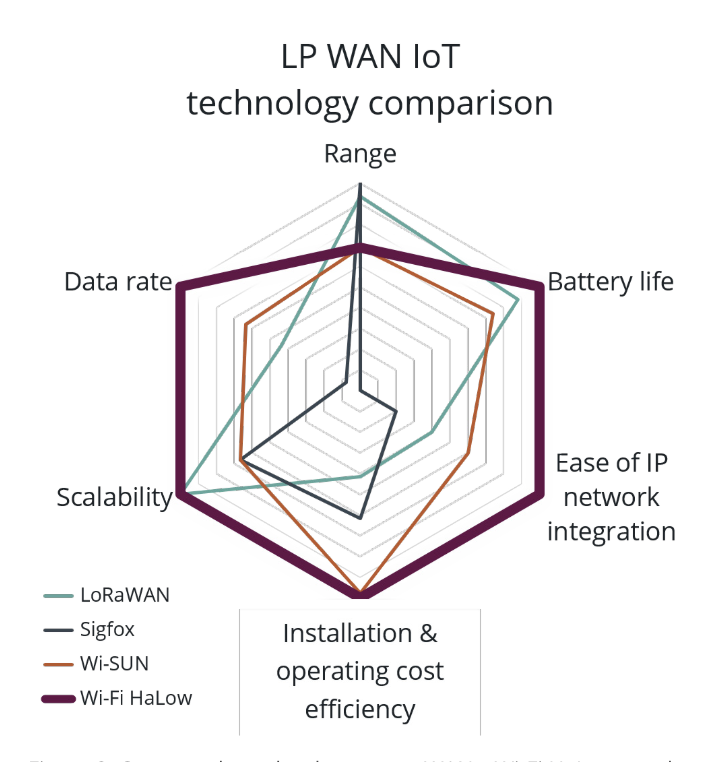 LP WAN IoT
technology comparison
Range
Data rate
Battery life
Ease of IP
network
integration
Scalability
LoRaWAN
Sigfox
Wi-SUN
Wi-Fi HaLow
Installation &
operating cost
efficiency